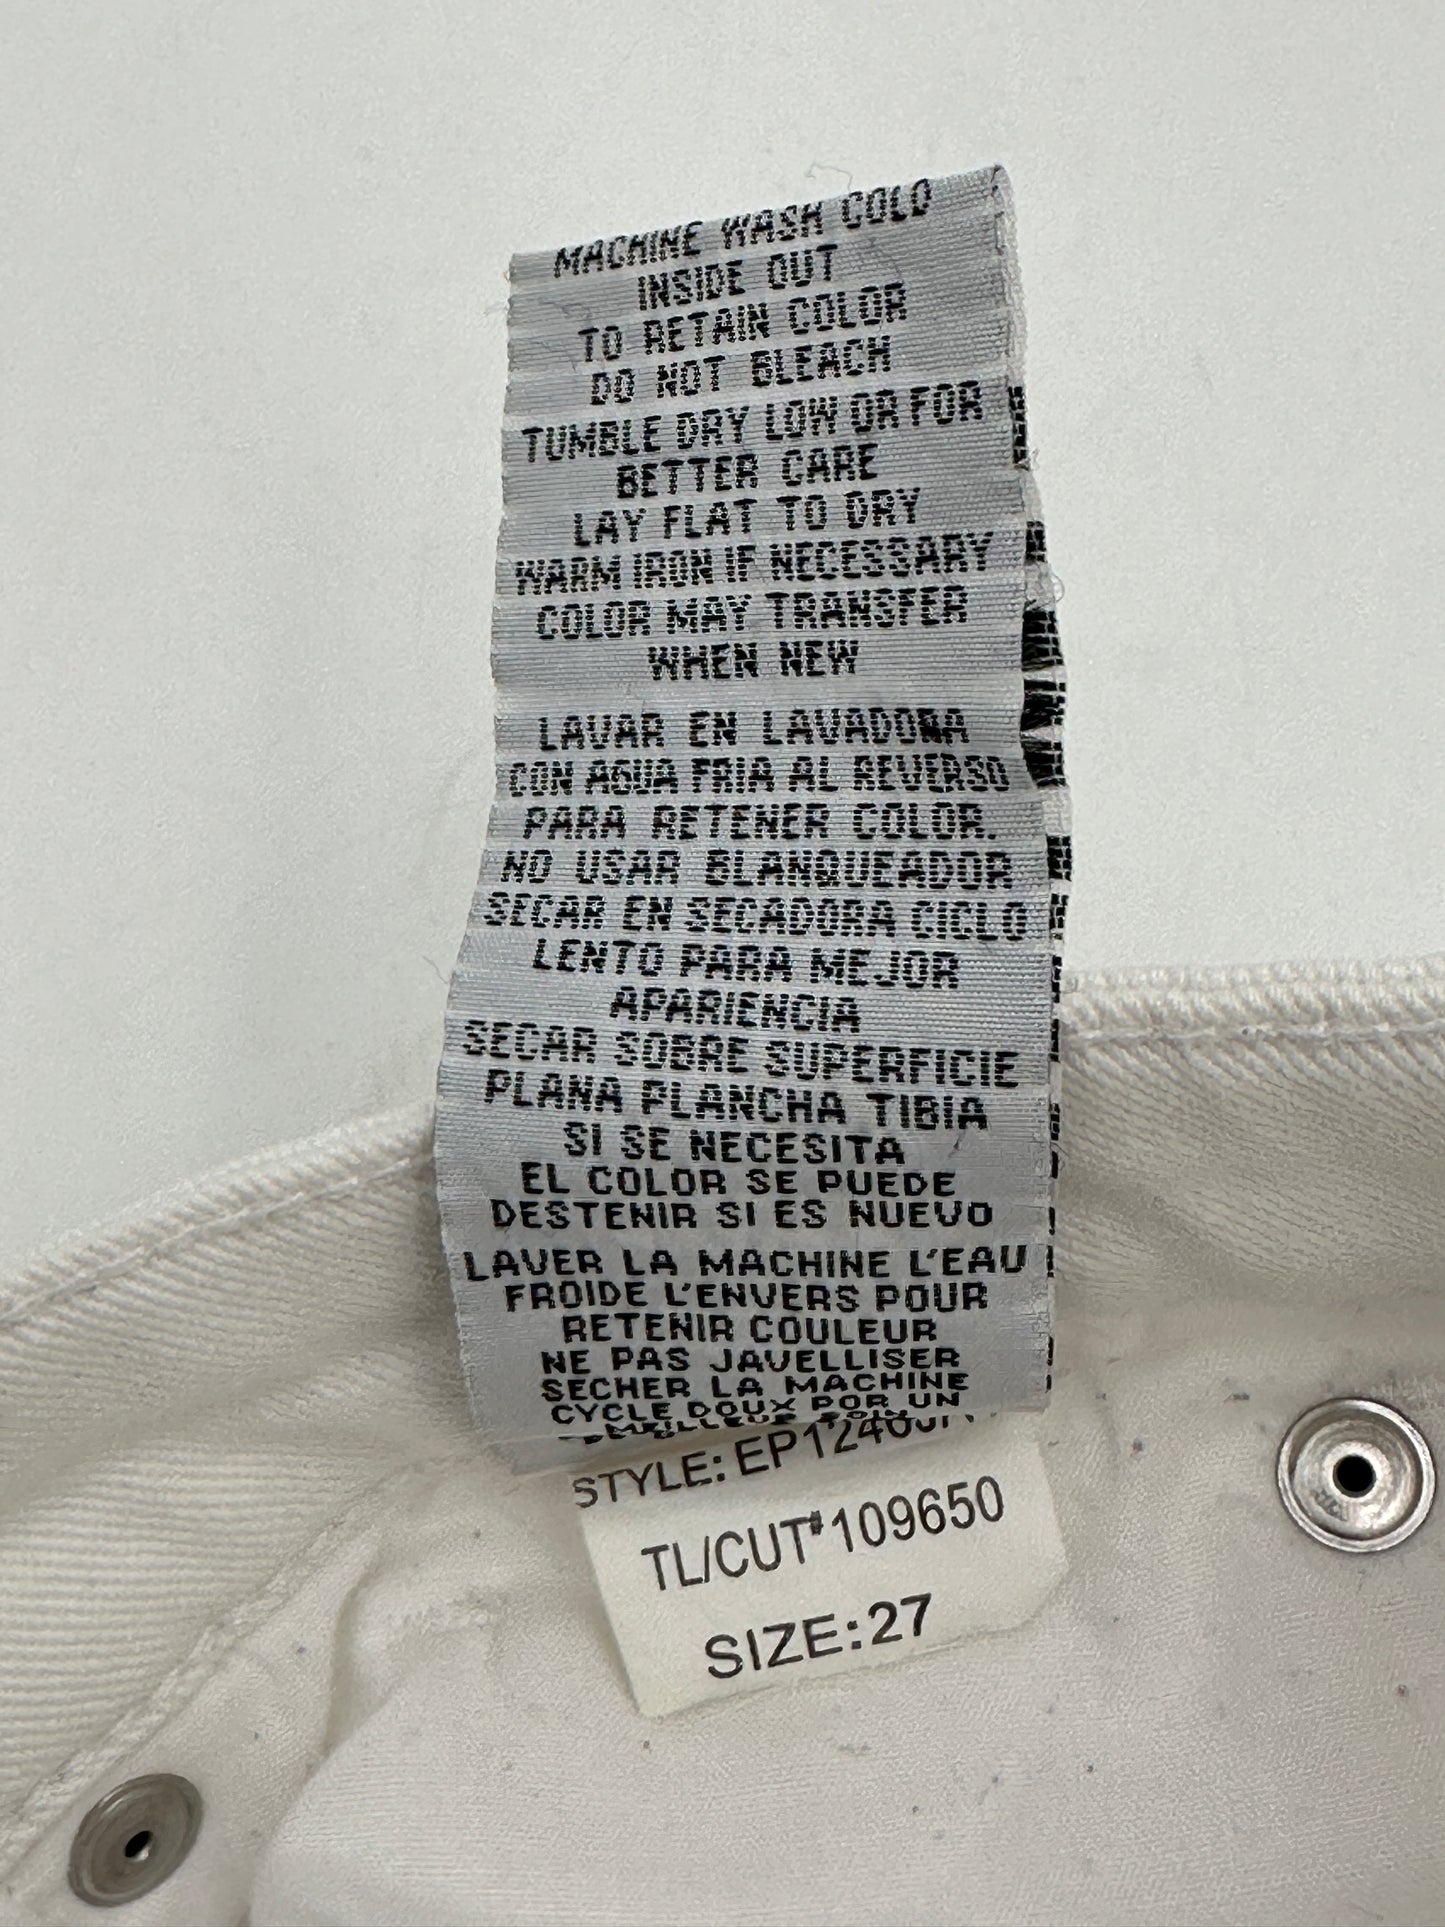 MACHINE WASH COLD
INSIDE OUT
TO RETAIN COLOR
DO NOT BLEACH
TUMBLE DRY LOW OR FOR
BETTER CARE
LAY FLAT TO DRY
WARM IRON IF NECESSARY
COLOR MAY TRANSFER
WHEN NEW
LAVAR EN LAVADORA
CON AGUA FRIA AL REVERSO
PARA RETENER COLOR.
NO USAR BLANQUEADOR
SECAR EN SECADORA CICLO
LENTO PARA MEJOR
APARIENCIA
SECAR SOBRE SUPERFICIE
PLANA PLANCHA TIBIA
SI SE NECESITA
EL COLOR SE PUEDE
DESTENIR SI ES NUEVO
LAVER LA MACHINE L'EAU
FROIDE L'ENVERS POUR
RETENIR COULEUR
NE PAS JAVELLISER
SECHER LA MACHINE
CYCLE DOUX POR UN
STYLE:
TL/CUT#109650
SIZE:27